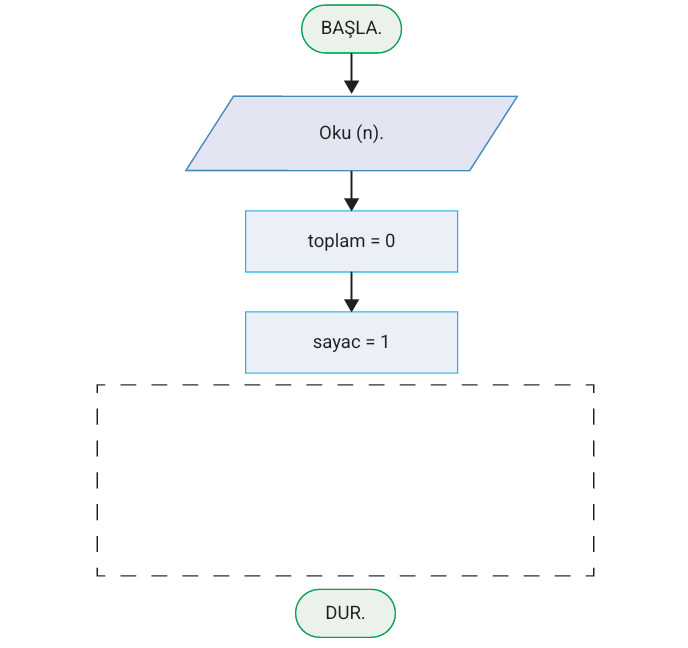 BAŞLA.
Oku (n).
toplam = 0
sayac = 1
DUR.